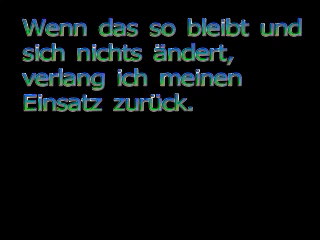 Wenn das so bleibt und
sich nichts ändert,
verlang ich meinen
Einsatz zurück.